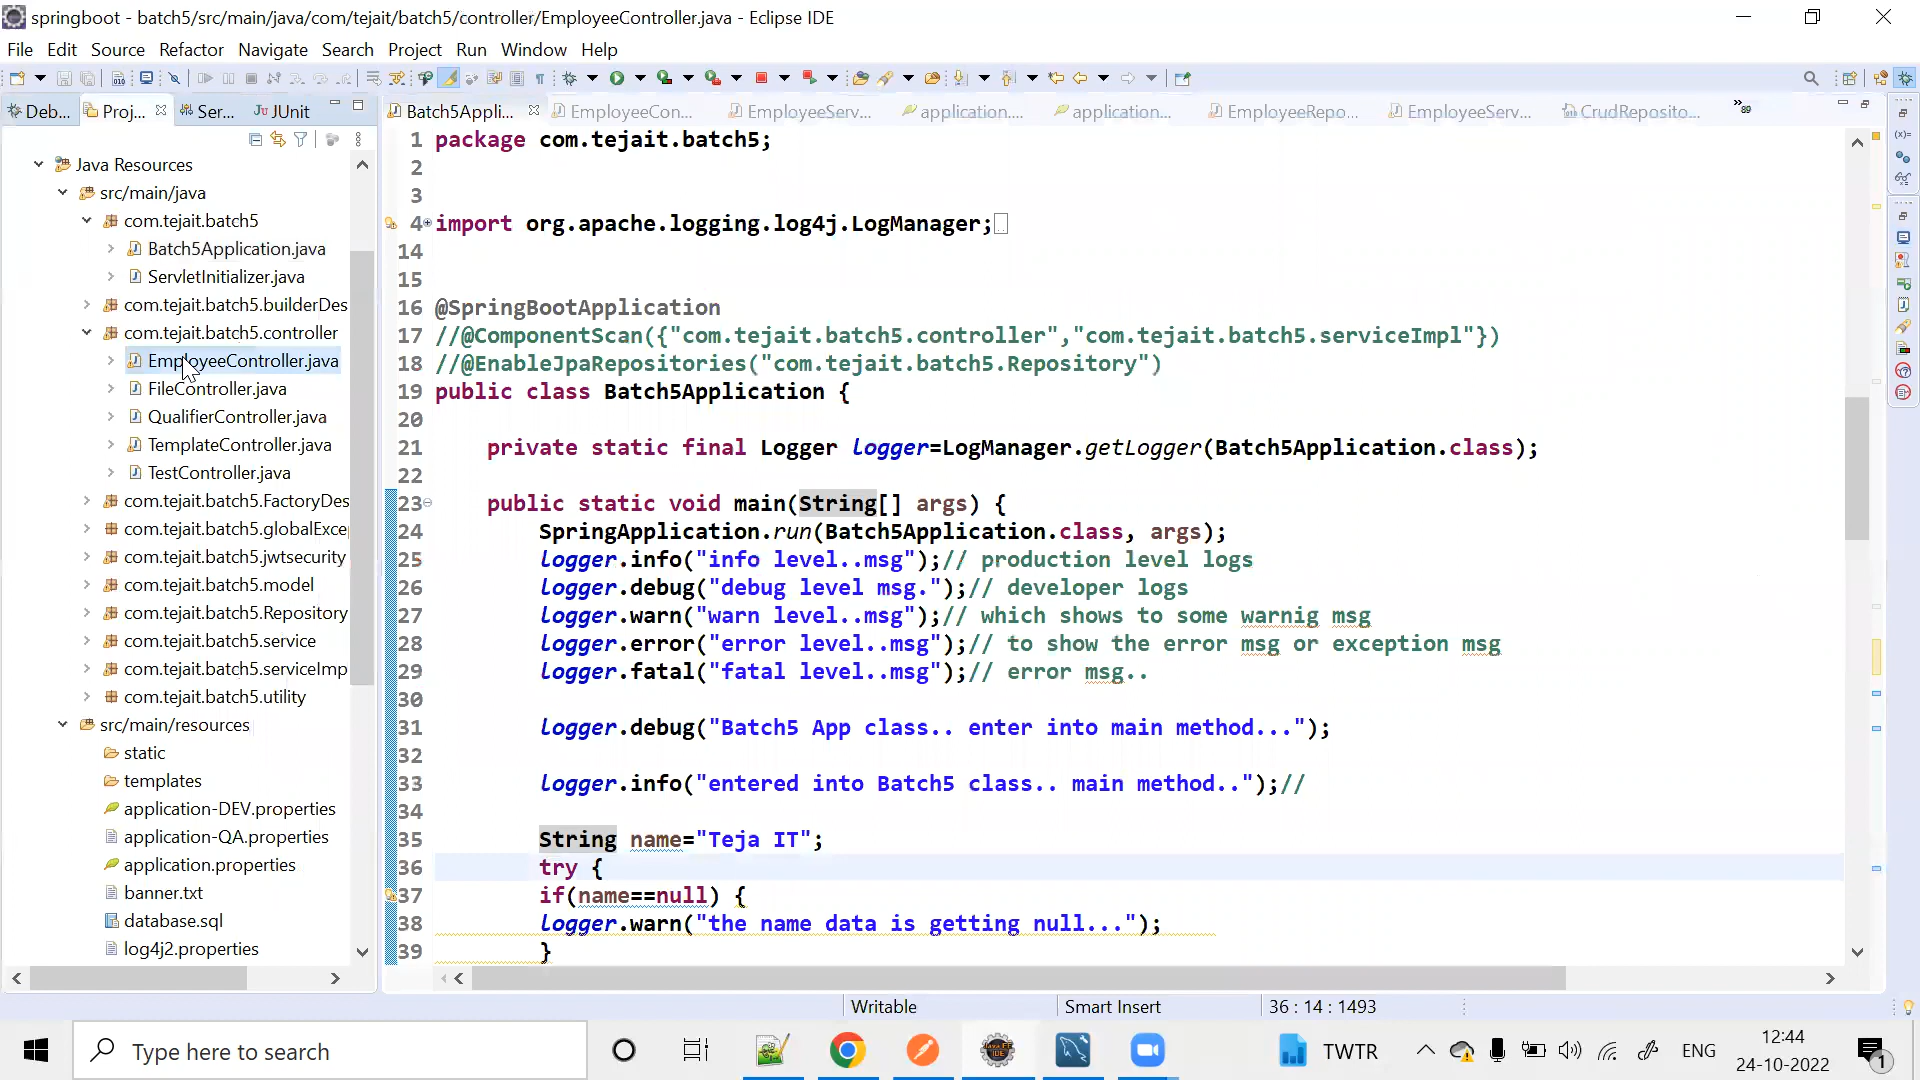 springboot - batch5/src/main/java/com/tejait/batch5/controller/EmployeeController.java - Eclipse IDE
File Edit Source Refactor Navigate Search Project Run Window Help
Deb... Proj... Ser... JUnit
Batch5Appli... EmployeeCon... EmployeeServ... application.... application... EmployeeRepo... EmployeeServ... CrudReposito... »89
Java Resources
src/main/java
com.tejait.batch5
Batch5Application.java
ServletInitializer.java
com.tejait.batch5.builderDes
com.tejait.batch5.controller
EmployeeController.java
FileController.java
QualifierController.java
TemplateController.java
TestController.java
com.tejait.batch5.FactoryDes
com.tejait.batch5.globalExce
com.tejait.batch5.jwtsecurity
com.tejait.batch5.model
com.tejait.batch5.Repository
com.tejait.batch5.service
com.tejait.batch5.serviceImp
com.tejait.batch5.utility
src/main/resources
static
templates
application-DEV.properties
application-QA.properties
application.properties
banner.txt
database.sql
log4j2.properties
1 package com.tejait.batch5;
2
3
4 import org.apache.logging.log4j.LogManager;
14
15
16 @SpringBootApplication
17 //@ComponentScan({"com.tejait.batch5.controller","com.tejait.batch5.serviceImpl"})
18 //@EnableJpaRepositories("com.tejait.batch5.Repository")
19 public class Batch5Application {
20
21 private static final Logger logger=LogManager.getLogger(Batch5Application.class);
22
23 public static void main(String[] args) {
24 SpringApplication.run(Batch5Application.class, args);
25 logger.info("info level..msg");// production level logs
26 logger.debug("debug level msg.");// developer logs
27 logger.warn("warn level..msg");// which shows to some warnig msg
28 logger.error("error level..msg");// to show the error msg or exception msg
29 logger.fatal("fatal level..msg");// error msg..
30
31 logger.debug("Batch5 App class.. enter into main method...");
32
33 logger.info("entered into Batch5 class.. main method..");//
34
35 String name="Teja IT";
36 try {
37 if(name==null) {
38 logger.warn("the name data is getting null...");
39 }
Writable Smart Insert 36 : 14 : 1493
Type here to search
TWTR
ENG
12:44
24-10-2022
1